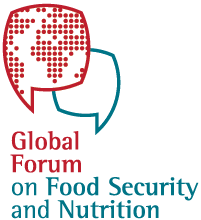 Global
Forum
on Food Security
and Nutrition